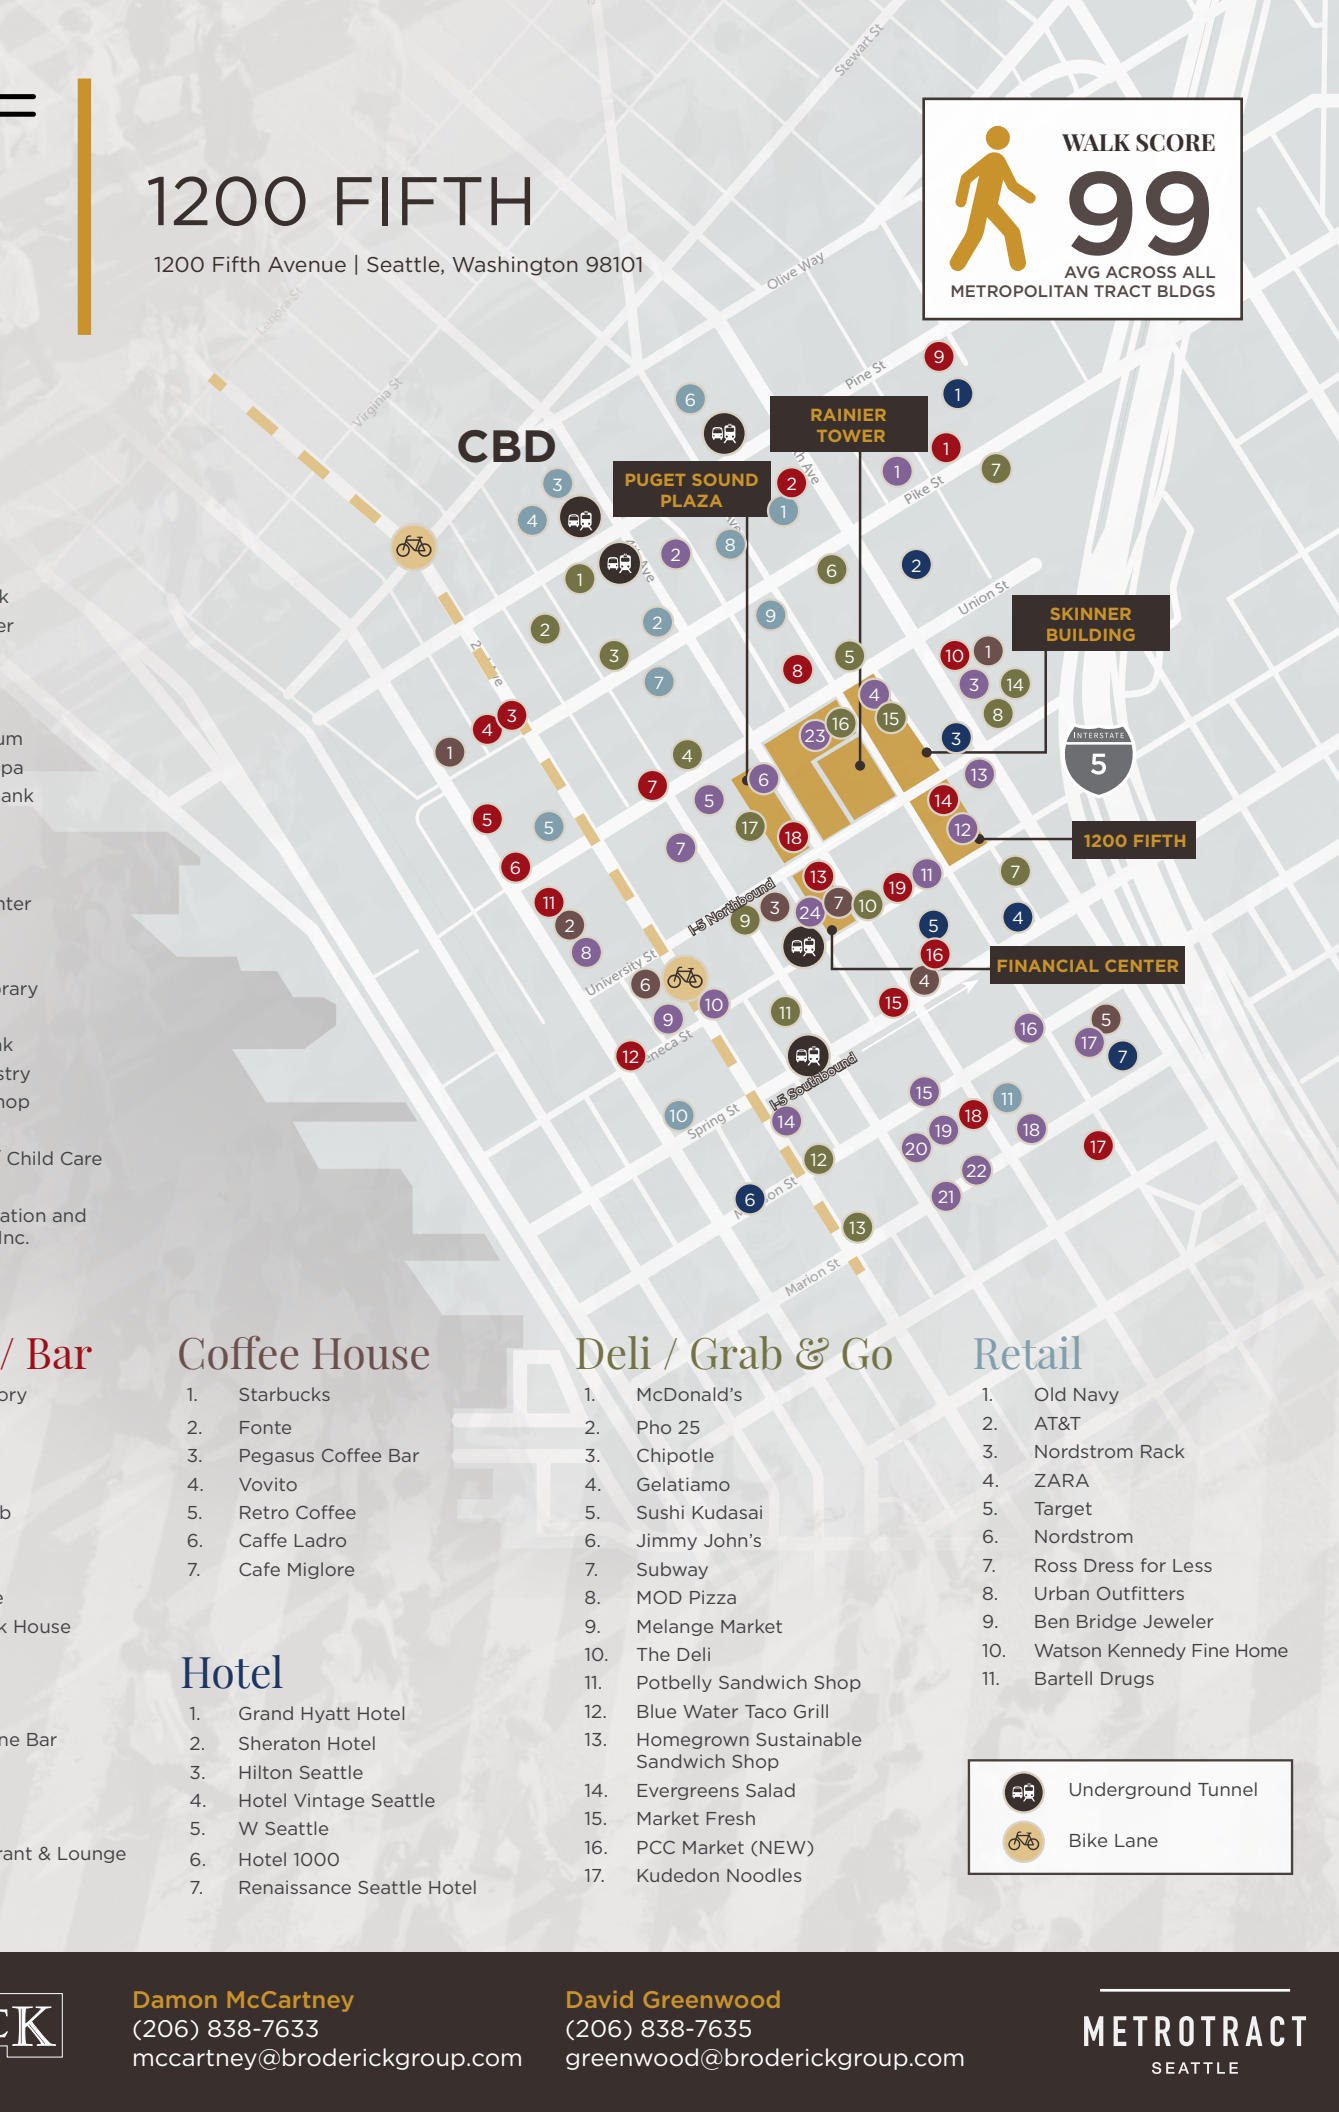 1200 FIFTH
1200 Fifth Avenue | Seattle, Washington 98101
WALK SCORE
99
AVG ACROSS ALL
METROPOLITAN TRACT BLDGS
Stewart St
Olive Way
Lenora St
Virginia St
Pine St
Pike St
Union St
University St
Spring St
Marion St
CBD
RAINIER
TOWER
PUGET SOUND
PLAZA
SKINNER
BUILDING
INTERSTATE
5
1200 FIFTH
FINANCIAL CENTER
I-5 Northbound
I-5 Southbound
Child Care
ation and
Inc.
/ Bar
k House
ne Bar
rant & Lounge
Coffee House
1. Starbucks
2. Fonte
3. Pegasus Coffee Bar
4. Vovito
5. Retro Coffee
6. Caffe Ladro
7. Cafe Miglore
Hotel
1. Grand Hyatt Hotel
2. Sheraton Hotel
3. Hilton Seattle
4. Hotel Vintage Seattle
5. W Seattle
6. Hotel 1000
7. Renaissance Seattle Hotel
Deli / Grab & Go
1. McDonald's
2. Pho 25
3. Chipotle
4. Gelatiamo
5. Sushi Kudasai
6. Jimmy John's
7. Subway
8. MOD Pizza
9. Melange Market
10. The Deli
11. Potbelly Sandwich Shop
12. Blue Water Taco Grill
13. Homegrown Sustainable
Sandwich Shop
14. Evergreens Salad
15. Market Fresh
16. PCC Market (NEW)
17. Kudedon Noodles
Retail
1. Old Navy
2. AT&T
3. Nordstrom Rack
4. ZARA
5. Target
6. Nordstrom
7. Ross Dress for Less
8. Urban Outfitters
9. Ben Bridge Jeweler
10. Watson Kennedy Fine Home
11. Bartell Drugs
Underground Tunnel
Bike Lane
CK
Damon McCartney
(206) 838-7633
mccartney@broderickgroup.com
David Greenwood
(206) 838-7635
greenwood@broderickgroup.com
METROTRACT
SEATTLE